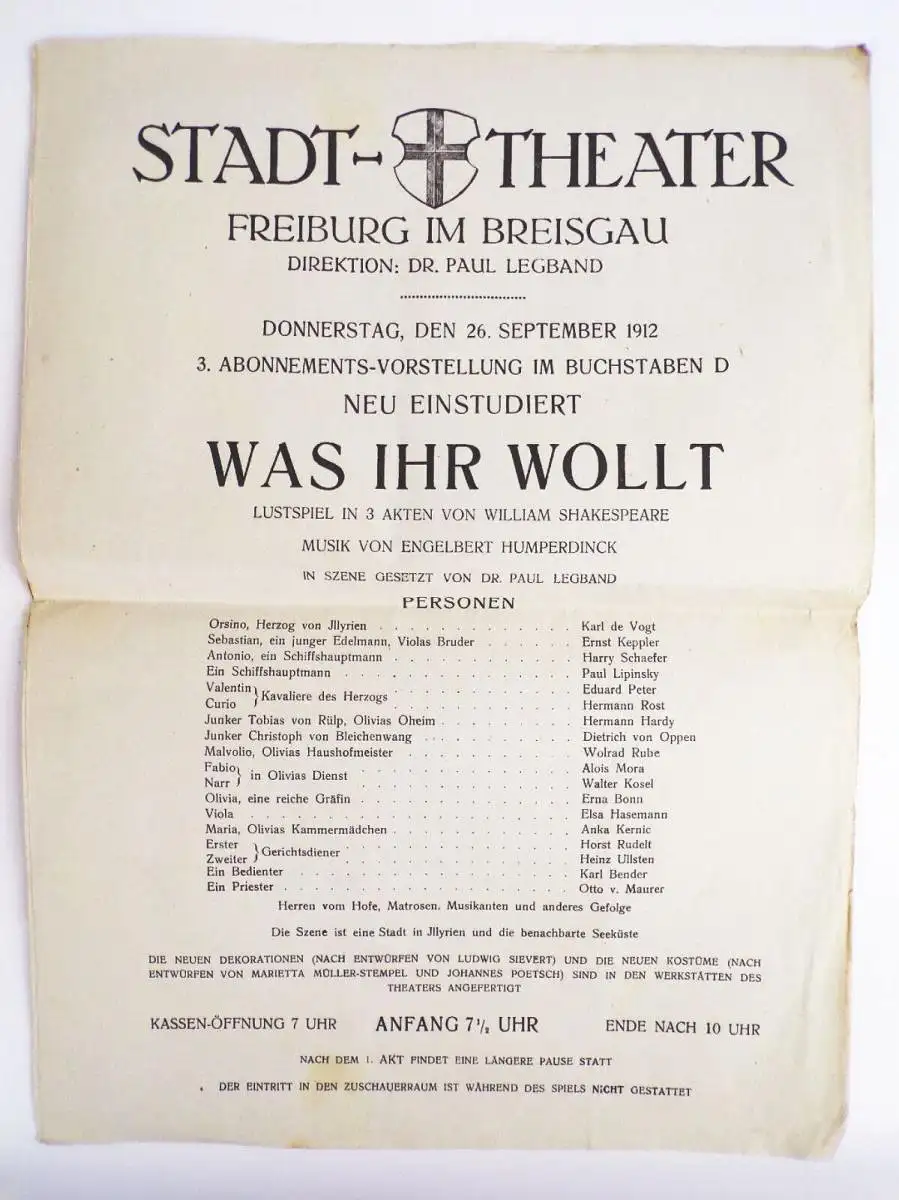 STADT-THEATER
FREIBURG IM BREISGAU
DIREKTION: DR. PAUL LEGBAND
DONNERSTAG, DEN 26. SEPTEMBER 1912
3. ABONNEMENTS-VORSTELLUNG IM BUCHSTABEN D
NEU EINSTUDIERT
WAS IHR WOLLT
LUSTSPIEL IN 3 AKTEN VON WILLIAM SHAKESPEARE
MUSIK VON ENGELBERT HUMPERDINCK
IN SZENE GESETZT VON DR. PAUL LEGBAND
PERSONEN
Orsino, Herzog von Jllyrien . . . . . . . . . . . . Karl de Vogt
Sebastian, ein junger Edelmann, Violas Bruder . . . . . . Ernst Keppler
Antonio, ein Schiffshauptmann . . . . . . . . . . . Harry Schaefer
Ein Schiffshauptmann . . . . . . . . . . . . . . Paul Lipinsky
Valentin } Kavaliere des Herzogs . . . . . . . . . . . Eduard Peter
Curio } . . . . . . . . . . . Hermann Rost
Junker Tobias von Rülp, Olivias Oheim . . . . . . . . Hermann Hardy
Junker Christoph von Bleichenwang . . . . . . . . . . Dietrich von Oppen
Malvolio, Olivias Haushofmeister . . . . . . . . . . . Wolrad Rube
Fabio } in Olivias Dienst . . . . . . . . . . . . . Alois Mora
Narr } . . . . . . . . . . . . . Walter Kosel
Olivia, eine reiche Gräfin . . . . . . . . . . . . . Erna Bonn
Viola . . . . . . . . . . . . . . . . . . . Elsa Hasemann
Maria, Olivias Kammermädchen . . . . . . . . . . . Anka Kernic
Erster } Gerichtsdiener . . . . . . . . . . . . . . Horst Rudelt
Zweiter } . . . . . . . . . . . . . . Heinz Ullsten
Ein Bedienter . . . . . . . . . . . . . . . . Karl Bender
Ein Priester . . . . . . . . . . . . . . . . . Otto v. Maurer
Herren vom Hofe, Matrosen, Musikanten und anderes Gefolge
Die Szene ist eine Stadt in Jllyrien und die benachbarte Seeküste
DIE NEUEN DEKORATIONEN (NACH ENTWÜRFEN VON LUDWIG SIEVERT) UND DIE NEUEN KOSTÜME (NACH
ENTWÜRFEN VON MARIETTA MÜLLER-STEMPEL UND JOHANNES POETSCH) SIND IN DEN WERKSTÄTTEN DES
THEATERS ANGEFERTIGT
KASSEN-ÖFFNUNG 7 UHR ANFANG 7 1/2 UHR ENDE NACH 10 UHR
NACH DEM 1. AKT FINDET EINE LÄNGERE PAUSE STATT
DER EINTRITT IN DEN ZUSCHAUERRAUM IST WÄHREND DES SPIELS NICHT GESTATTET